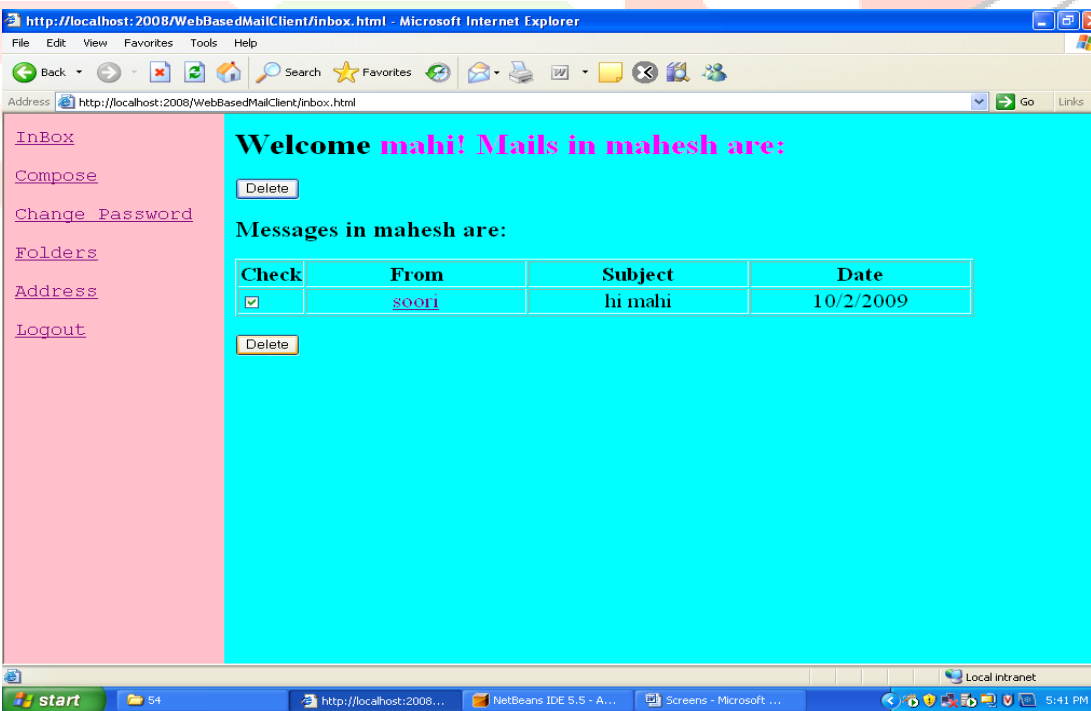 http://localhost:2008/WebBasedMailClient/inbox.html - Microsoft Internet Explorer
File Edit View Favorites Tools Help
Back Search Favorites
Address http://localhost:2008/WebBasedMailClient/inbox.html Go Links
InBox
Compose
Change Password
Folders
Address
Logout
Welcome mahi! Mails in mahesh are:
Delete
Messages in mahesh are:
Check From Subject Date
soori hi mahi 10/2/2009
Delete
Local intranet
start 54 http://localhost:2008... NetBeans IDE 5.5 - A... Screens - Microsoft ... 5:41 PM